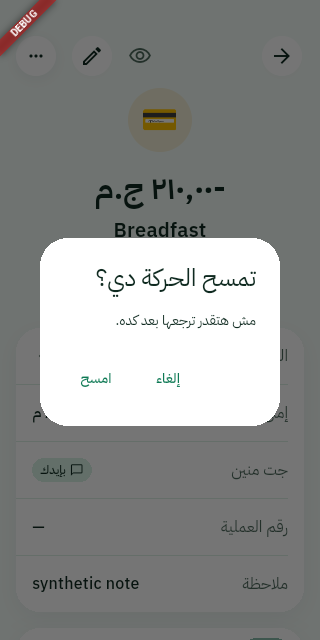 DEBUG
-٢١٠,٠٠ ج.م
Breadfast
تمسح الحركة دي؟
مش هتقدر ترجعها بعد كده.
إلغاء
امسح
جت منين
بإيدك
رقم العملية
—
ملاحظة
synthetic note